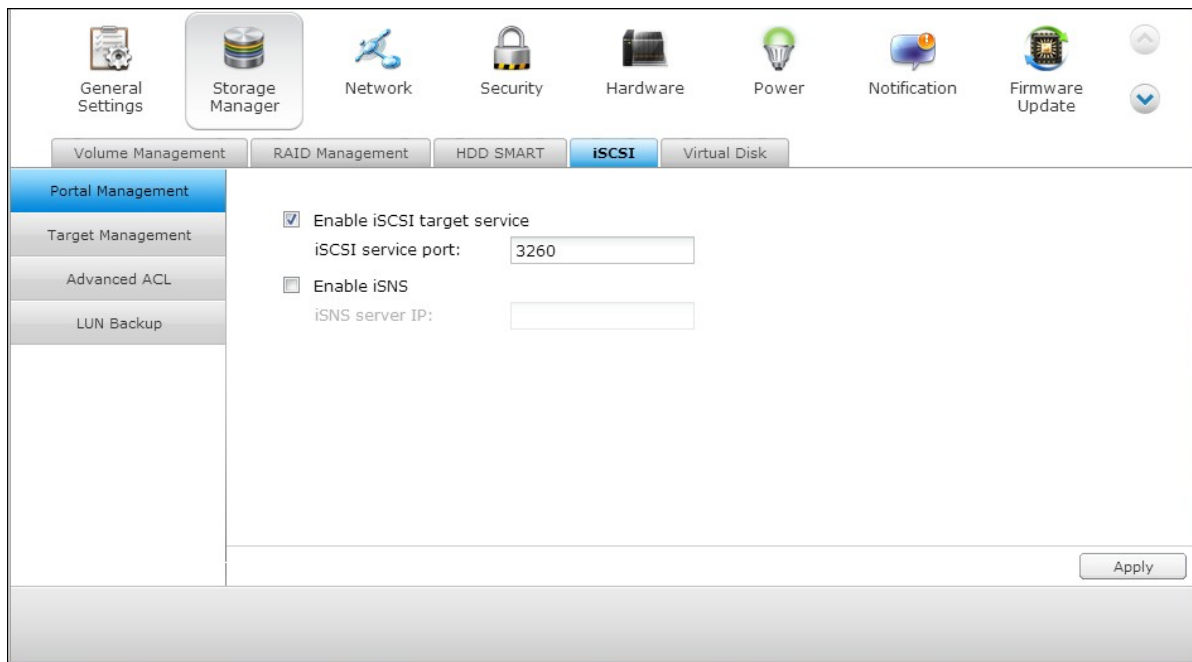 General Settings
Storage Manager
Network
Security
Hardware
Power
Notification
Firmware Update
Volume Management
RAID Management
HDD SMART
iSCSI
Virtual Disk
Portal Management
Target Management
Advanced ACL
LUN Backup
Enable iSCSI target service
iSCSI service port: 3260
Enable iSNS
iSNS server IP:
Apply